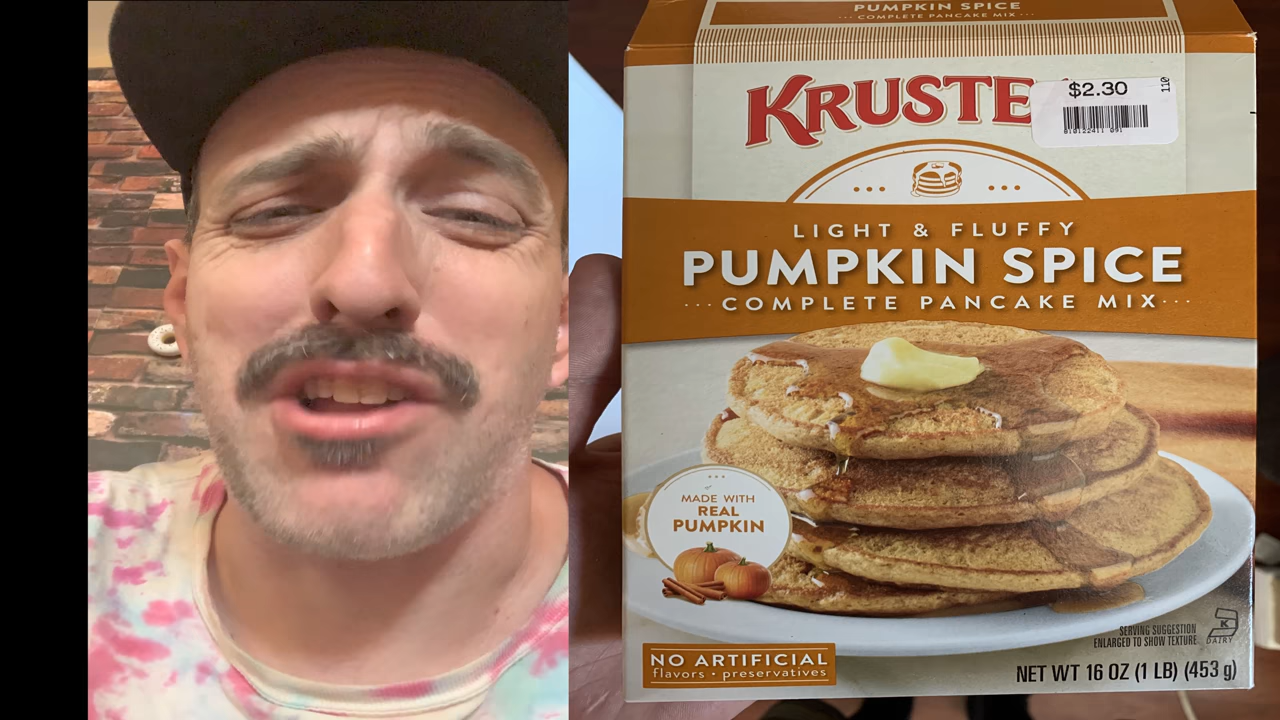 PUMPKIN SPICE
COMPLETE PANCAKE MIX
KRUSTE
$2.30
110
LIGHT & FLUFFY
PUMPKIN SPICE
COMPLETE PANCAKE MIX
MADE WITH
REAL
PUMPKIN
SERVING SUGGESTION
ENLARGED TO SHOW TEXTURE
K
DAIRY
NO ARTIFICIAL
flavors • preservatives
NET WT 16 OZ (1 LB) (453 g)